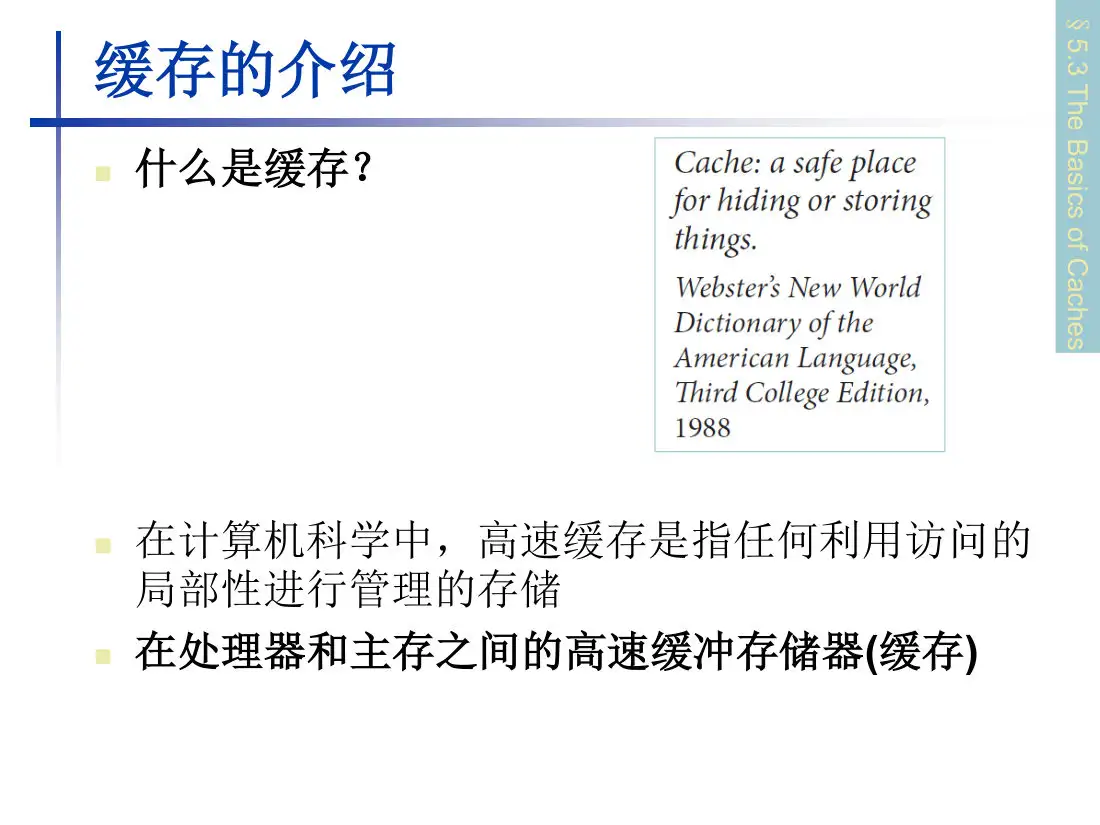 缓存的介绍
什么是缓存?
Cache: a safe place
for hiding or storing
things.
Webster's New World
Dictionary of the
American Language,
Third College Edition,
1988
在计算机科学中，高速缓存是指任何利用访问的
局部性进行管理的存储
在处理器和主存之间的高速缓冲存储器(缓存)
§5.3 The Basics of Caches